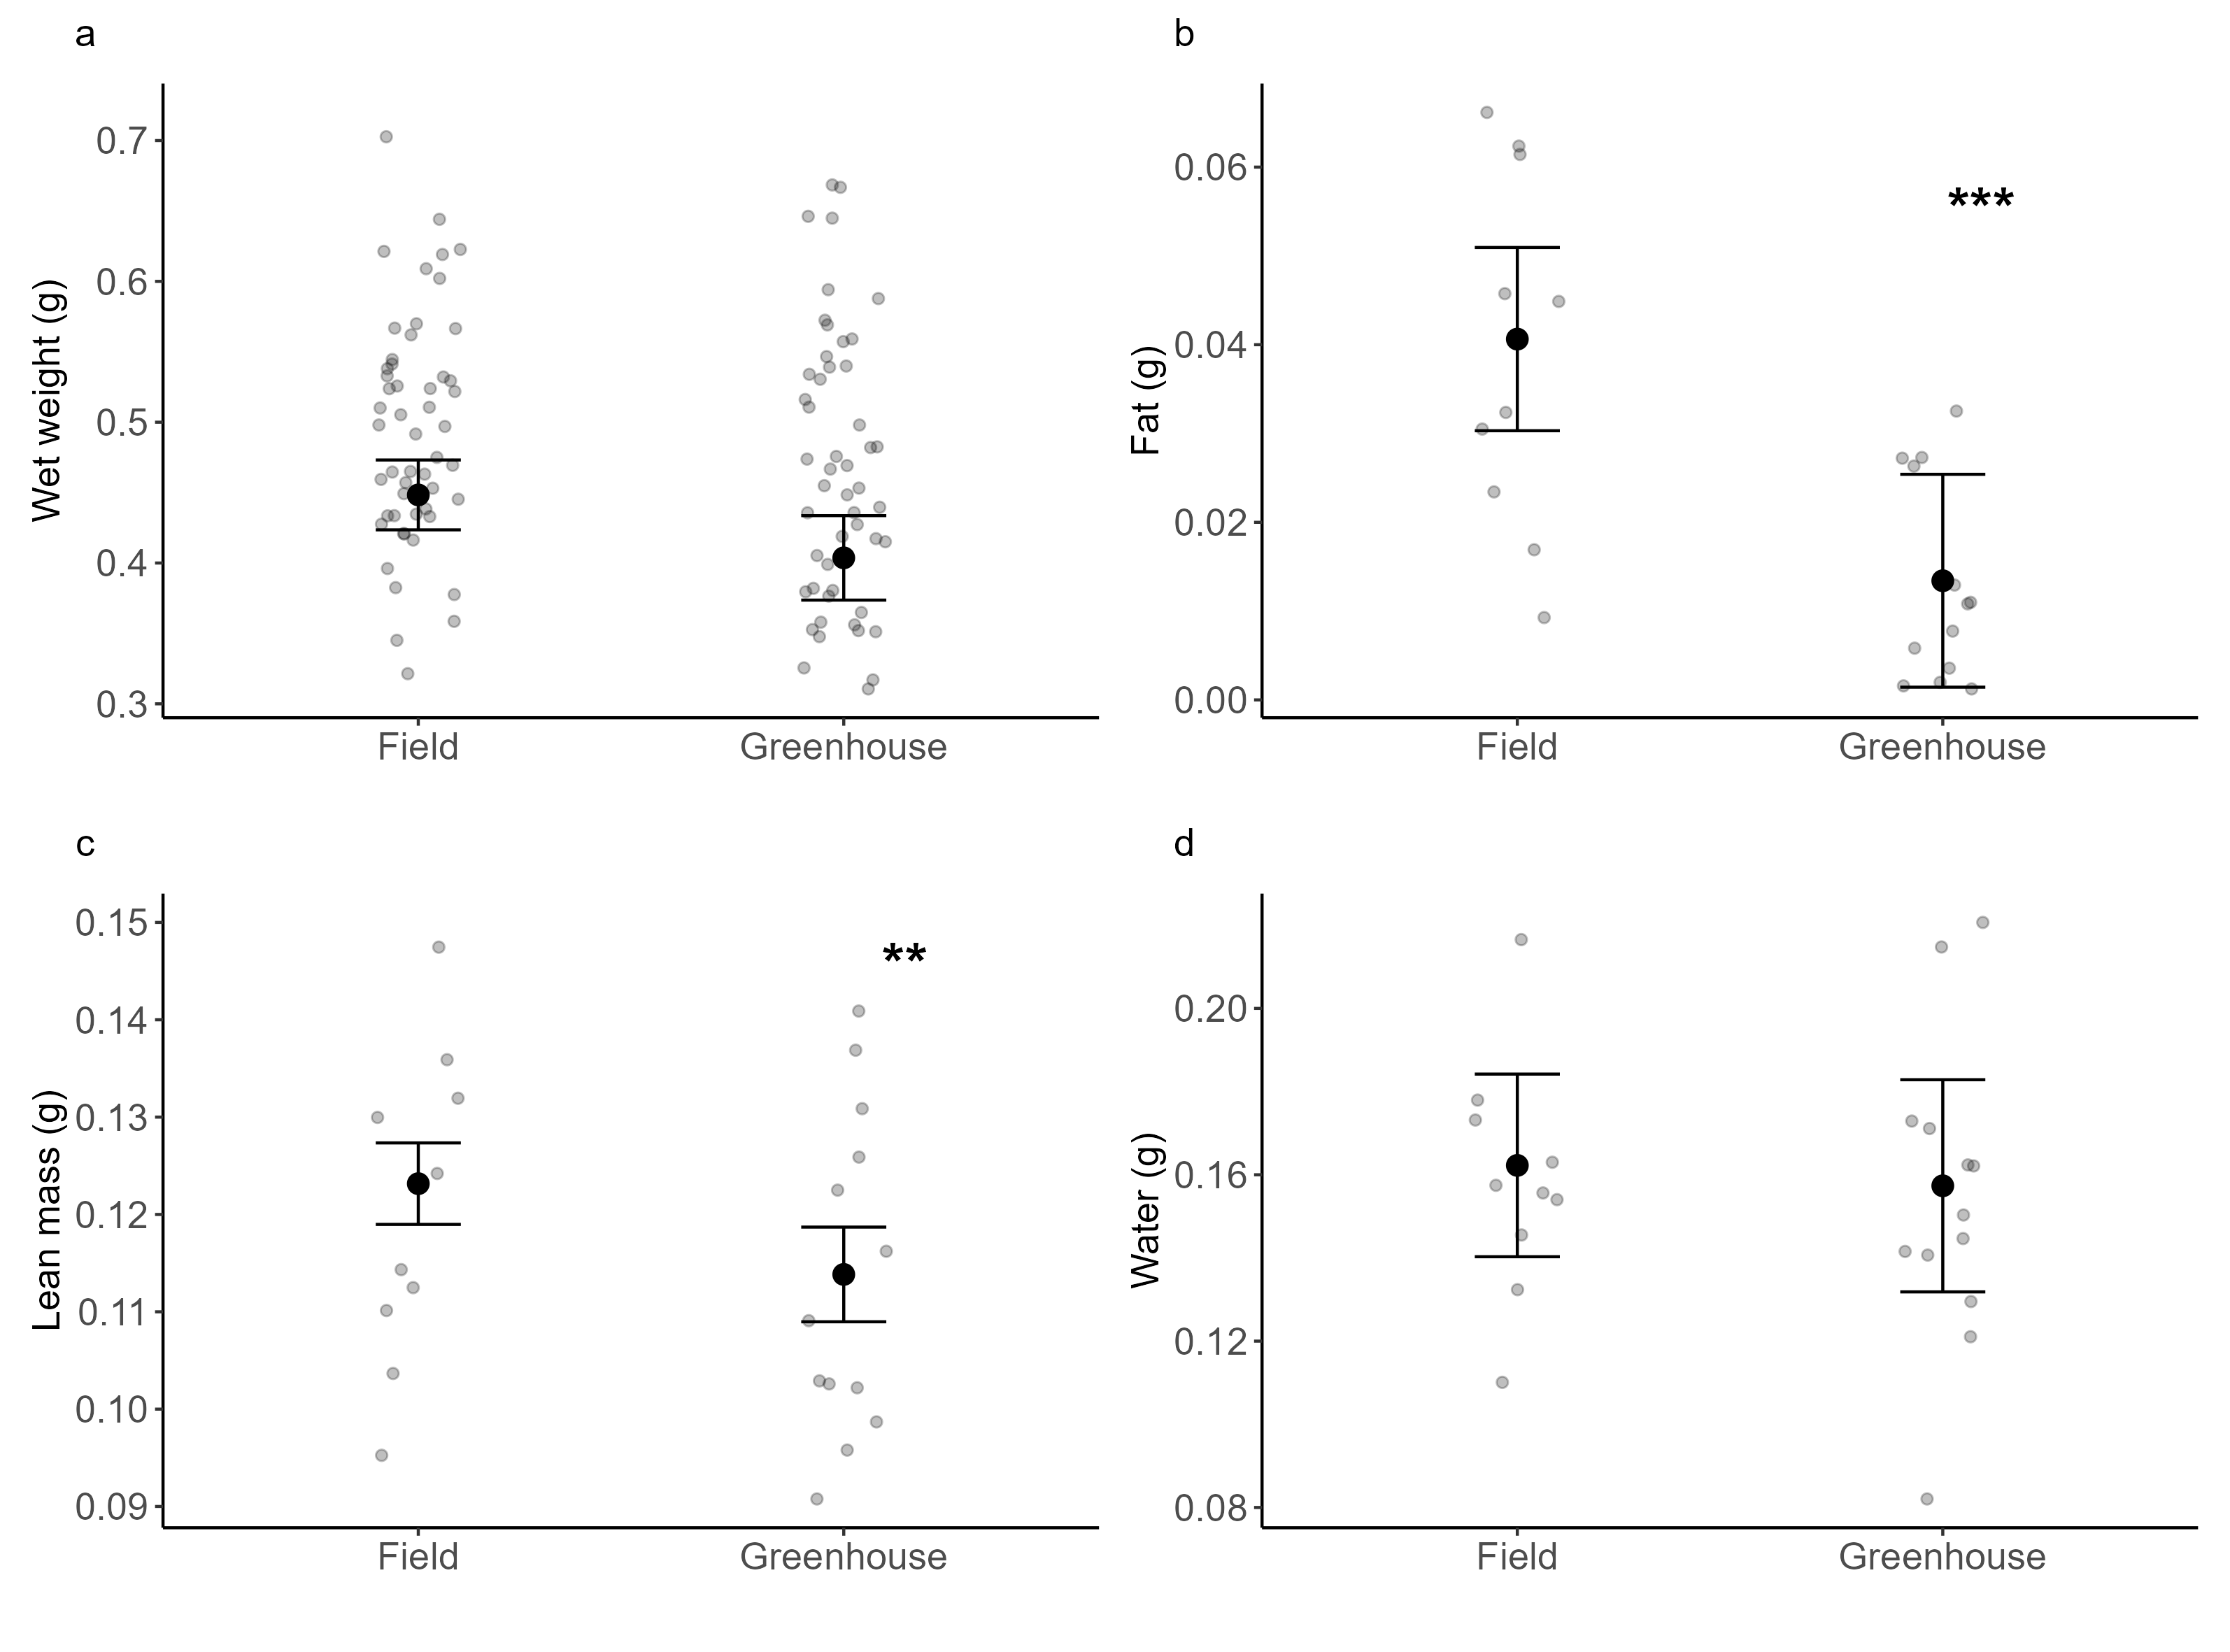 a
Wet weight (g)
0.7
0.6
0.5
0.4
0.3
Field Greenhouse
b
Fat (g)
0.06
0.04
0.02
0.00
***
Field Greenhouse
c
Lean mass (g)
0.15
0.14
0.13
0.12
0.11
0.10
0.09
**
Field Greenhouse
d
Water (g)
0.20
0.16
0.12
0.08
Field Greenhouse